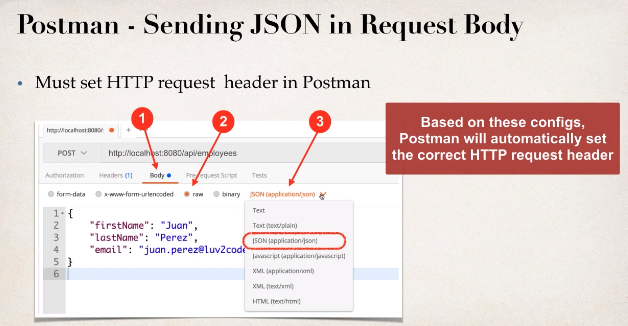 Postman - Sending JSON in Request Body
• Must set HTTP request header in Postman
1
2
3
Based on these configs,
Postman will automatically set
the correct HTTP request header
http://localhost:8080/
+
POST
http://localhost:8080/api/employees
Authorization Headers (1) Body Pre-request Script Tests
form-data x-www-form-urlencoded raw binary JSON (application/json)
1 {
2 "firstName": "Juan",
3 "lastName": "Perez",
4 "email": "juan.perez@luv2code
5 }
6
Text
Text (text/plain)
JSON (application/json)
Javascript (application/javascript)
XML (application/xml)
XML (text/xml)
HTML (text/html)